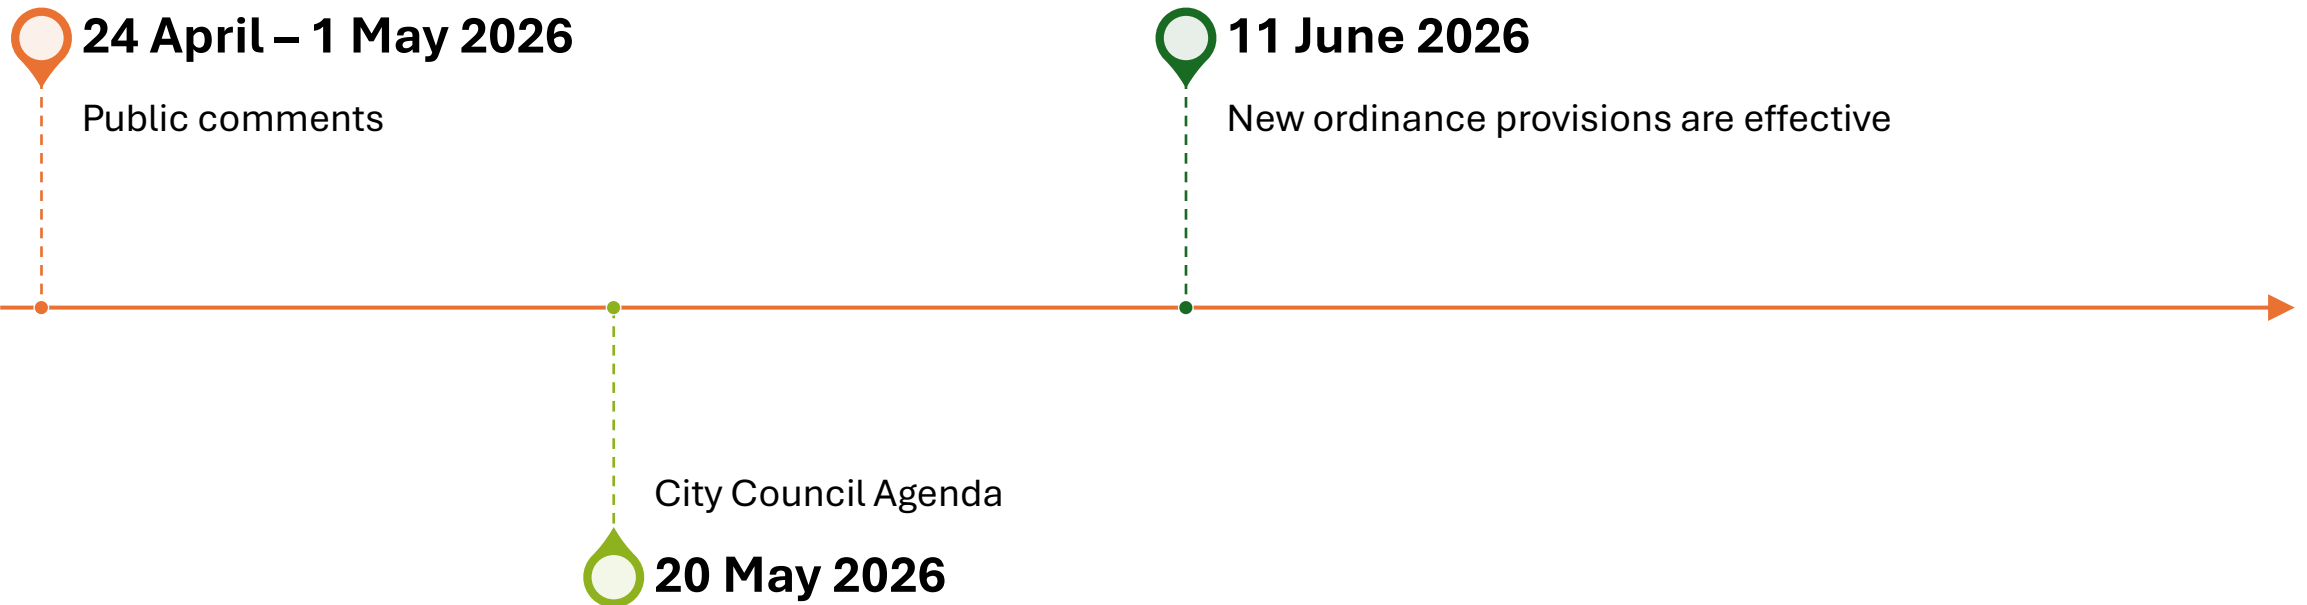 24 April – 1 May 2026
Public comments
11 June 2026
New ordinance provisions are effective
City Council Agenda
20 May 2026